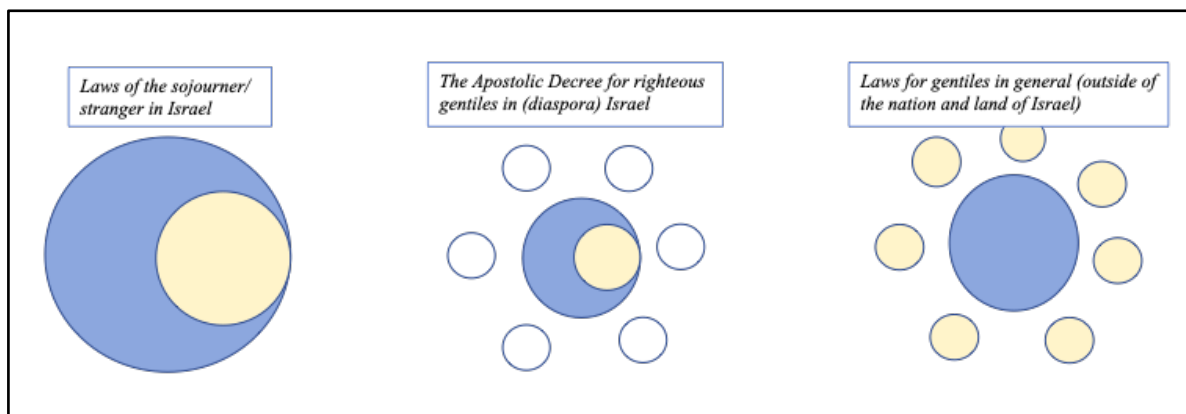 Laws of the sojourner/
stranger in Israel
The Apostolic Decree for righteous
gentiles in (diaspora) Israel
Laws for gentiles in general (outside of
the nation and land of Israel)